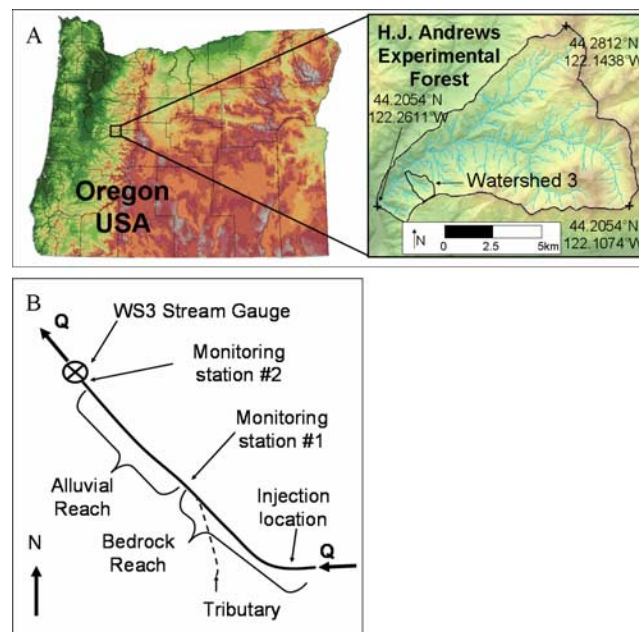 A
Oregon
USA
H.J. Andrews
Experimental
Forest
44.2812°N
122.1438°W
44.2054°N
122.2611°W
Watershed 3
N
0
2.5
5km
44.2054°N
122.1074°W
B
Q
WS3 Stream Gauge
Monitoring
station #2
Monitoring
station #1
Alluvial
Reach
Injection
location
Bedrock
Reach
Q
N
Tributary